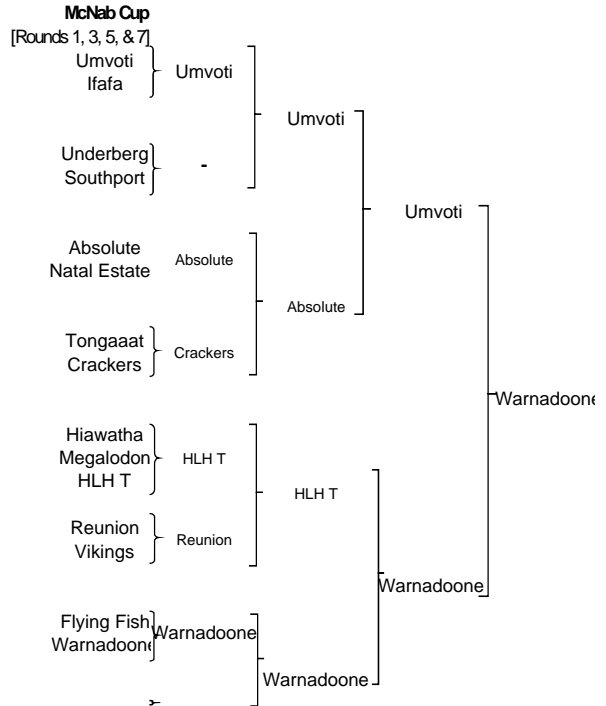 McNab Cup
[Rounds 1, 3, 5, & 7]
Umvoti
Ifafa
Umvoti
Umvoti
Underberg
Southport
-
Umvoti
Absolute
Natal Estate
Absolute
Absolute
Tongaaat
Crackers
Crackers
Warnadoone
Hiawatha
Megalodon
HLH T
HLH T
HLH T
Reunion
Vikings
Reunion
Warnadoone
Flying Fish
Warnadoone
Warnadoone
Warnadoone